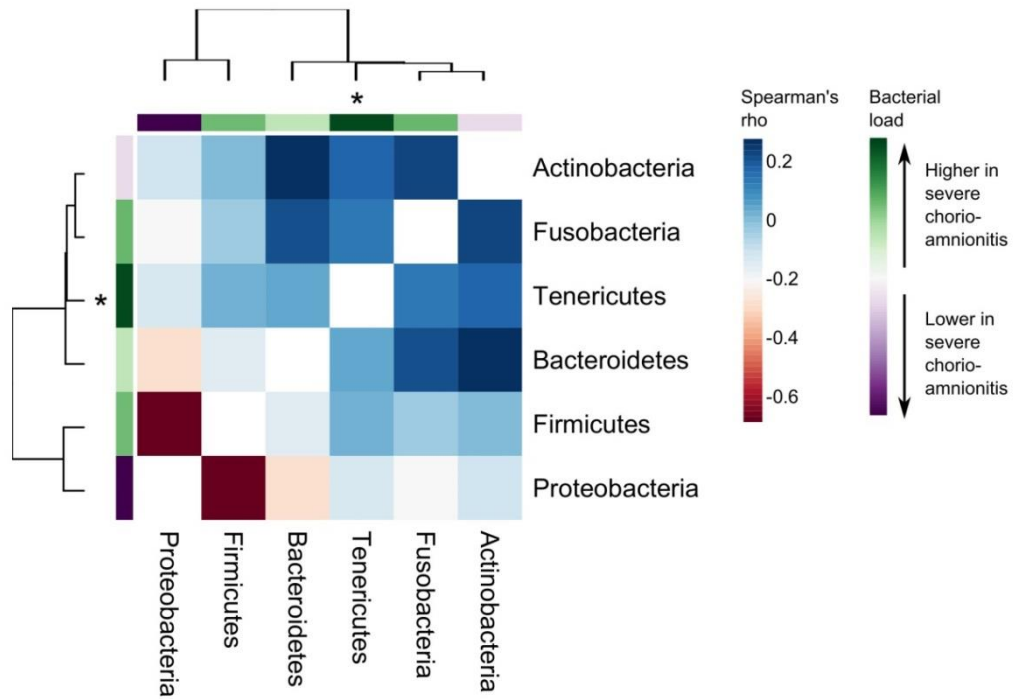 *
Spearman's
rho
0.2
0
-0.2
-0.4
-0.6
Bacterial
load
Higher in
severe
chorio-
amnionitis
Lower in
severe
chorio-
amnionitis
*
Actinobacteria
Fusobacteria
Tenericutes
Bacteroidetes
Firmicutes
Proteobacteria
Proteobacteria
Firmicutes
Bacteroidetes
Tenericutes
Fusobacteria
Actinobacteria